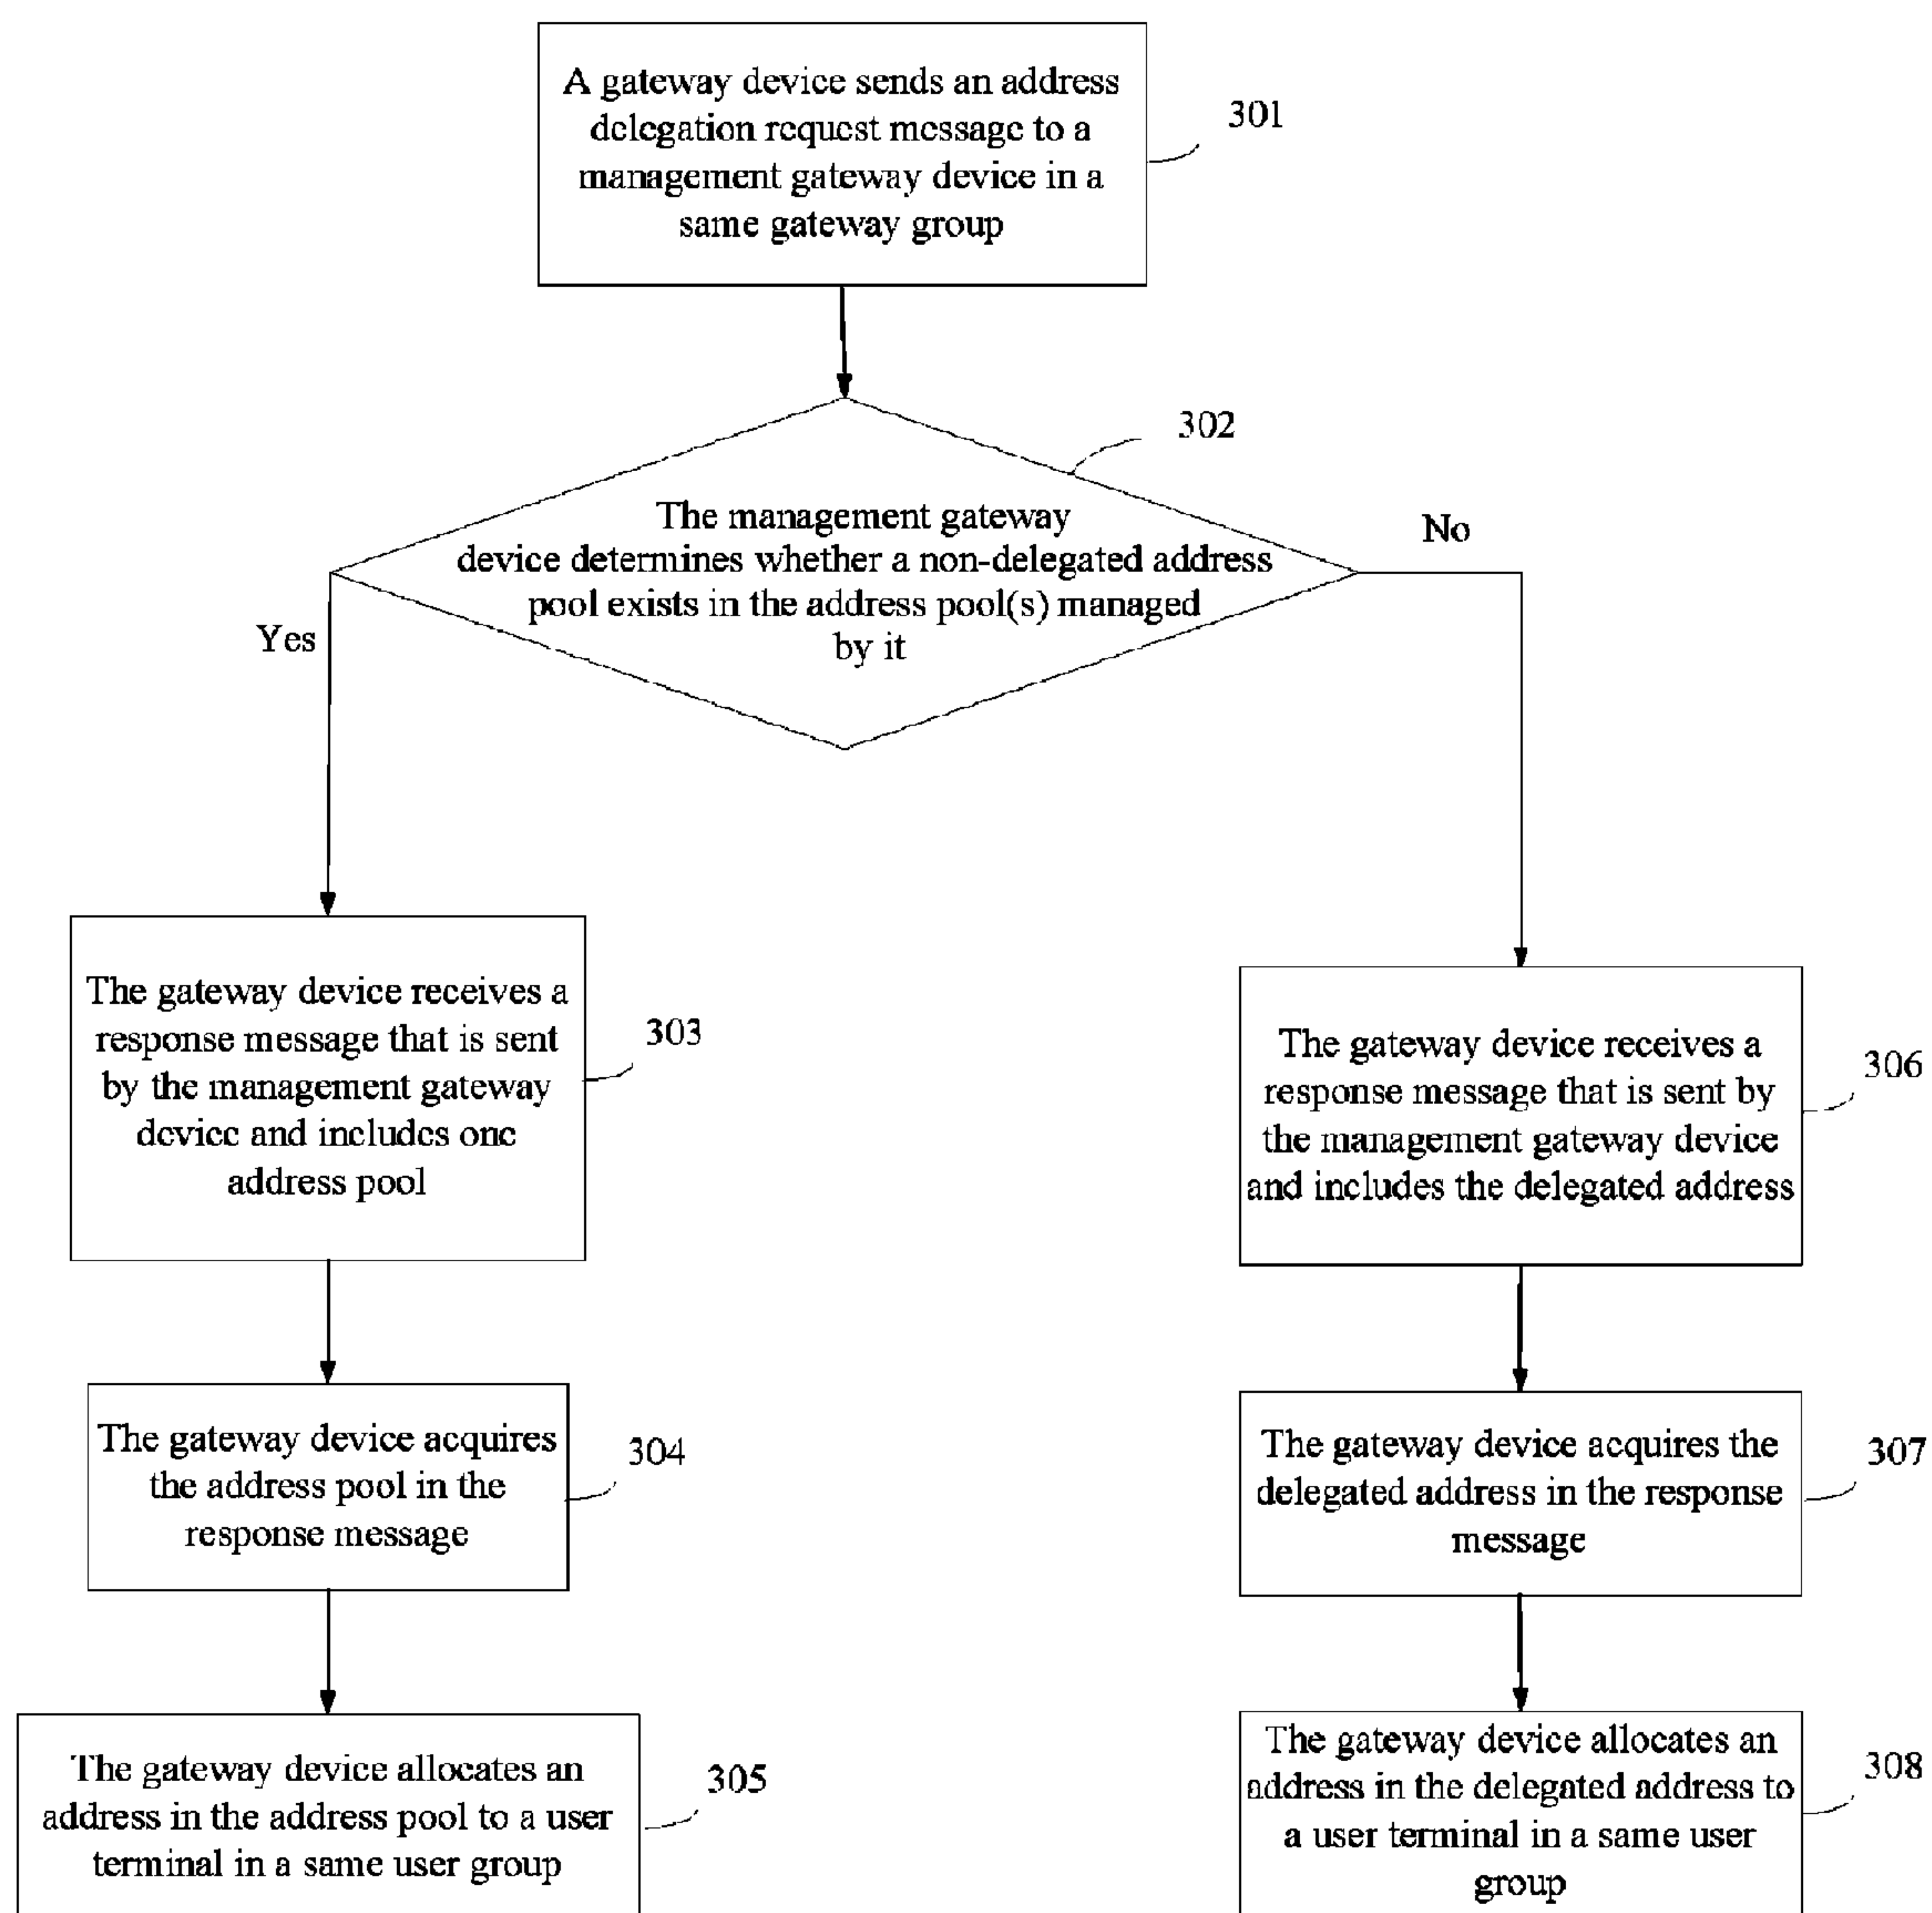 A gateway device sends an address
delegation request message to a
management gateway device in a
same gateway group
301
302
The management gateway
device determines whether a non-delegated address
pool exists in the address pool(s) managed
by it
Yes
No
The gateway device receives a
response message that is sent
by the management gateway
device and includes one
address pool
303
The gateway device receives a
response message that is sent by
the management gateway device
and includes the delegated address
306
The gateway device acquires
the address pool in the
response message
304
The gateway device acquires the
delegated address in the response
message
307
The gateway device allocates an
address in the address pool to a user
terminal in a same user group
305
The gateway device allocates an
address in the delegated address to
a user terminal in a same user
group
308